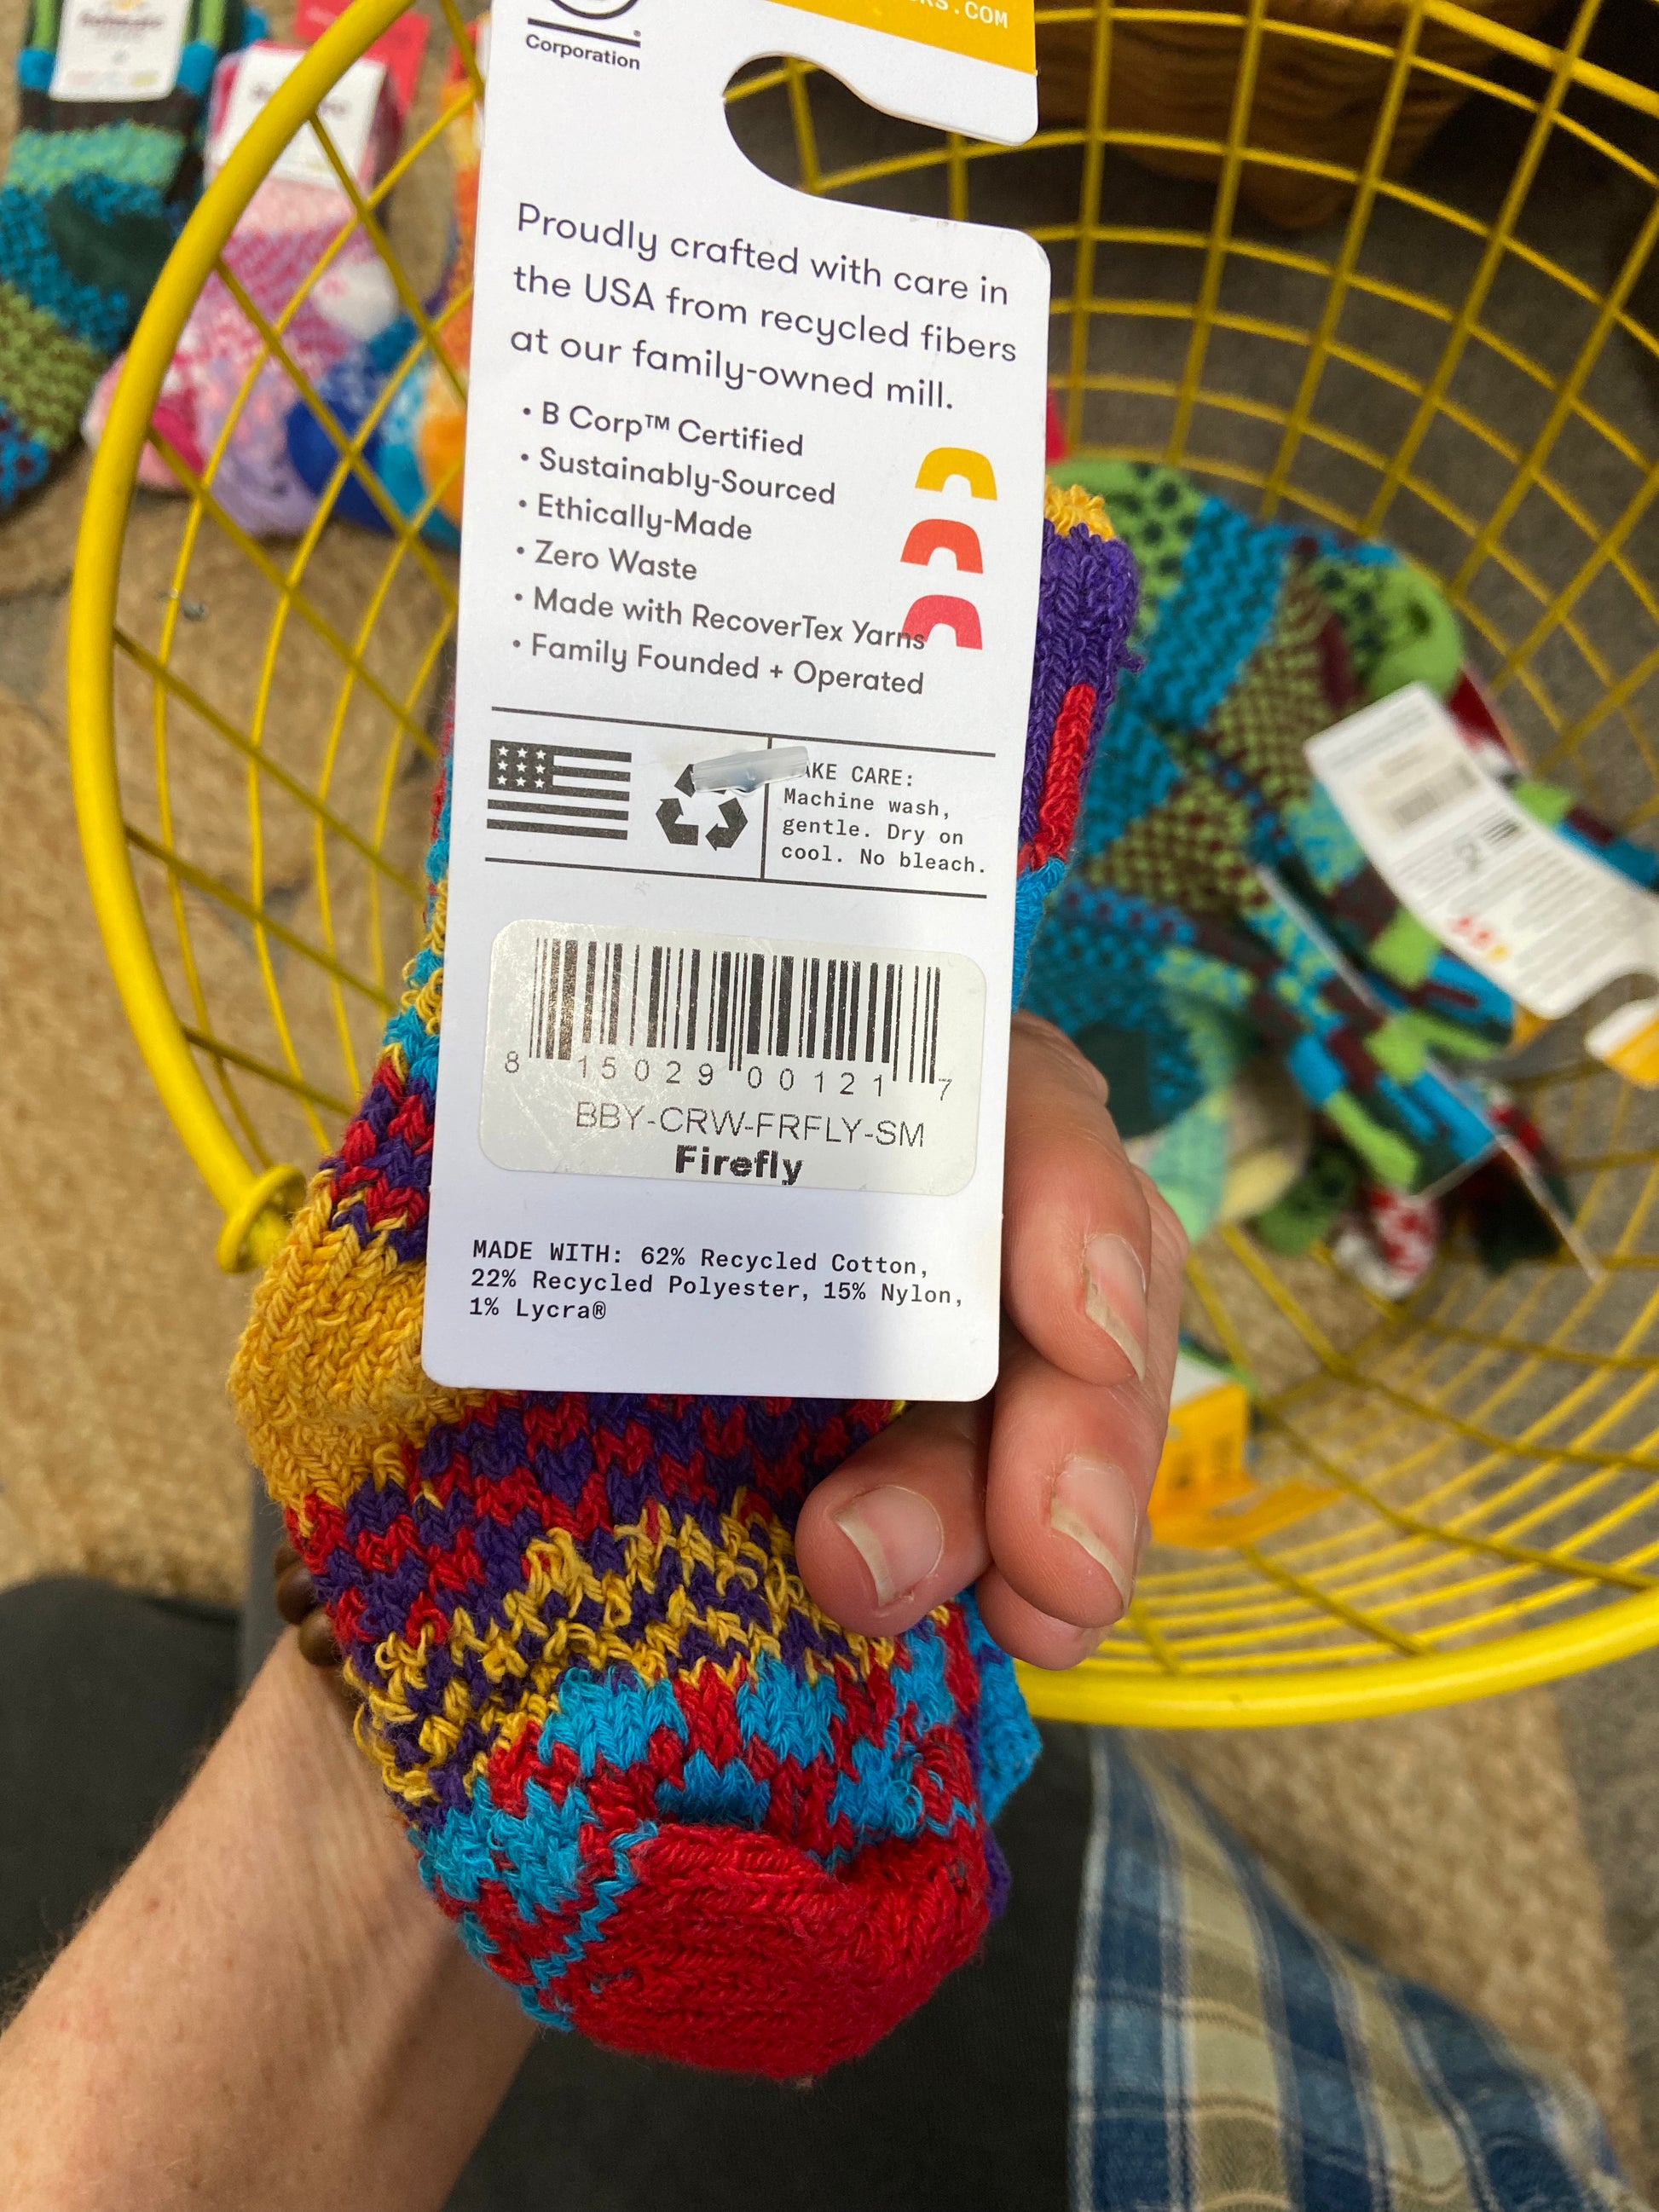 .COM
Corporation
Proudly crafted with care in
the USA from recycled fibers
at our family-owned mill.
• B Corp™ Certified
• Sustainably-Sourced
• Ethically-Made
• Zero Waste
• Made with RecoverTex Yarns
• Family Founded + Operated
AKE CARE:
Machine wash,
gentle. Dry on
cool. No bleach.
8 15029 00121 7
BBY-CRW-FRFLY-SM
Firefly
MADE WITH: 62% Recycled Cotton,
22% Recycled Polyester, 15% Nylon,
1% Lycra®